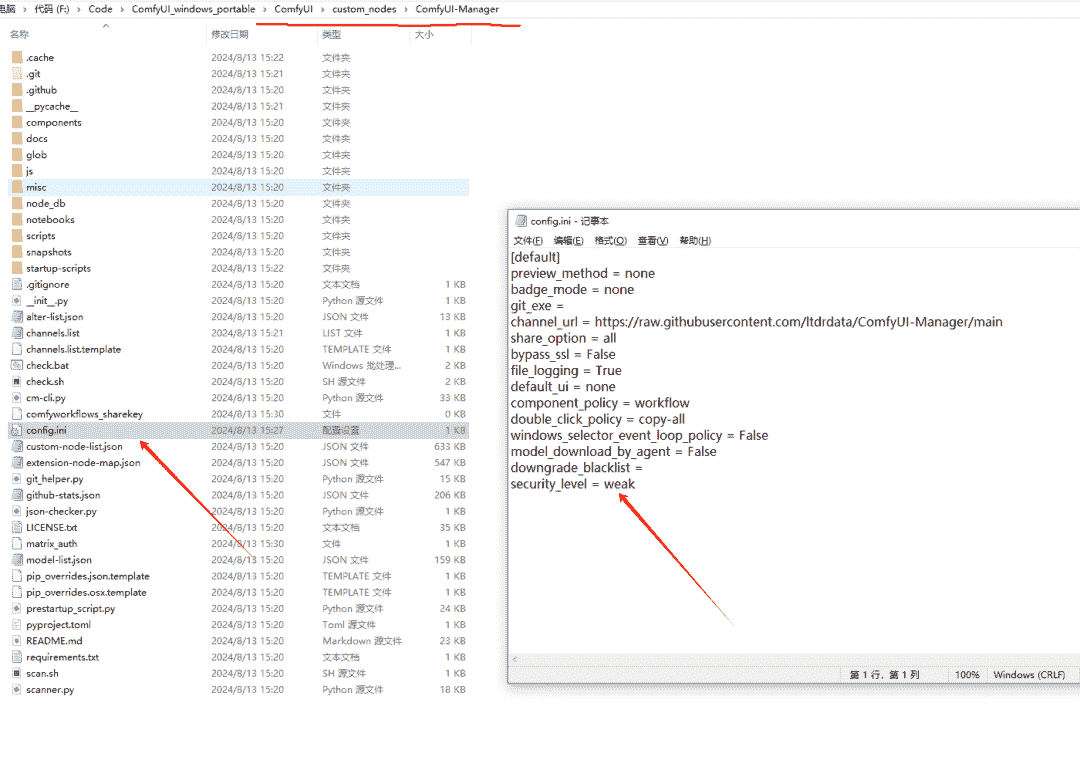 电脑 › 代码 (F:) › Code › ComfyUI_windows_portable › ComfyUI › custom_nodes › ComfyUI-Manager
名称 修改日期 类型 大小
.cache 2024/8/13 15:22 文件夹
.git 2024/8/13 15:21 文件夹
.github 2024/8/13 15:20 文件夹
__pycache__ 2024/8/13 15:21 文件夹
components 2024/8/13 15:20 文件夹
docs 2024/8/13 15:20 文件夹
glob 2024/8/13 15:20 文件夹
js 2024/8/13 15:20 文件夹
misc 2024/8/13 15:20 文件夹
node_db 2024/8/13 15:20 文件夹
notebooks 2024/8/13 15:20 文件夹
scripts 2024/8/13 15:20 文件夹
snapshots 2024/8/13 15:20 文件夹
startup-scripts 2024/8/13 15:22 文件夹
.gitignore 2024/8/13 15:20 文本文档 1 KB
__init__.py 2024/8/13 15:20 Python 源文件 1 KB
alter-list.json 2024/8/13 15:20 JSON 文件 13 KB
channels.list 2024/8/13 15:21 LIST 文件 1 KB
channels.list.template 2024/8/13 15:20 TEMPLATE 文件 1 KB
check.bat 2024/8/13 15:20 Windows 批处理... 2 KB
check.sh 2024/8/13 15:20 SH 源文件 2 KB
cm-cli.py 2024/8/13 15:20 Python 源文件 33 KB
comfyworkflows_sharekey 2024/8/13 15:30 文件 0 KB
config.ini 2024/8/13 15:27 配置设置 1 KB
custom-node-list.json 2024/8/13 15:20 JSON 文件 633 KB
extension-node-map.json 2024/8/13 15:20 JSON 文件 547 KB
git_helper.py 2024/8/13 15:20 Python 源文件 15 KB
github-stats.json 2024/8/13 15:20 JSON 文件 206 KB
json-checker.py 2024/8/13 15:20 Python 源文件 1 KB
LICENSE.txt 2024/8/13 15:20 文本文档 35 KB
matrix_auth 2024/8/13 15:30 文件 1 KB
model-list.json 2024/8/13 15:20 JSON 文件 159 KB
pip_overrides.json.template 2024/8/13 15:20 TEMPLATE 文件 1 KB
pip_overrides.osx.template 2024/8/13 15:20 TEMPLATE 文件 1 KB
prestartup_script.py 2024/8/13 15:20 Python 源文件 24 KB
pyproject.toml 2024/8/13 15:20 Toml 源文件 1 KB
README.md 2024/8/13 15:20 Markdown 源文件 23 KB
requirements.txt 2024/8/13 15:20 文本文档 1 KB
scan.sh 2024/8/13 15:20 SH 源文件 1 KB
scanner.py 2024/8/13 15:20 Python 源文件 18 KB
config.ini - 记事本
文件(F) 编辑(E) 格式(O) 查看(V) 帮助(H)
[default]
preview_method = none
badge_mode = none
git_exe =
channel_url = https://raw.githubusercontent.com/ltdrdata/ComfyUI-Manager/main
share_option = all
bypass_ssl = False
file_logging = True
default_ui = none
component_policy = workflow
double_click_policy = copy-all
windows_selector_event_loop_policy = False
model_download_by_agent = False
downgrade_blacklist =
security_level = weak
第 1 行，第 1 列 100% Windows (CRLF)